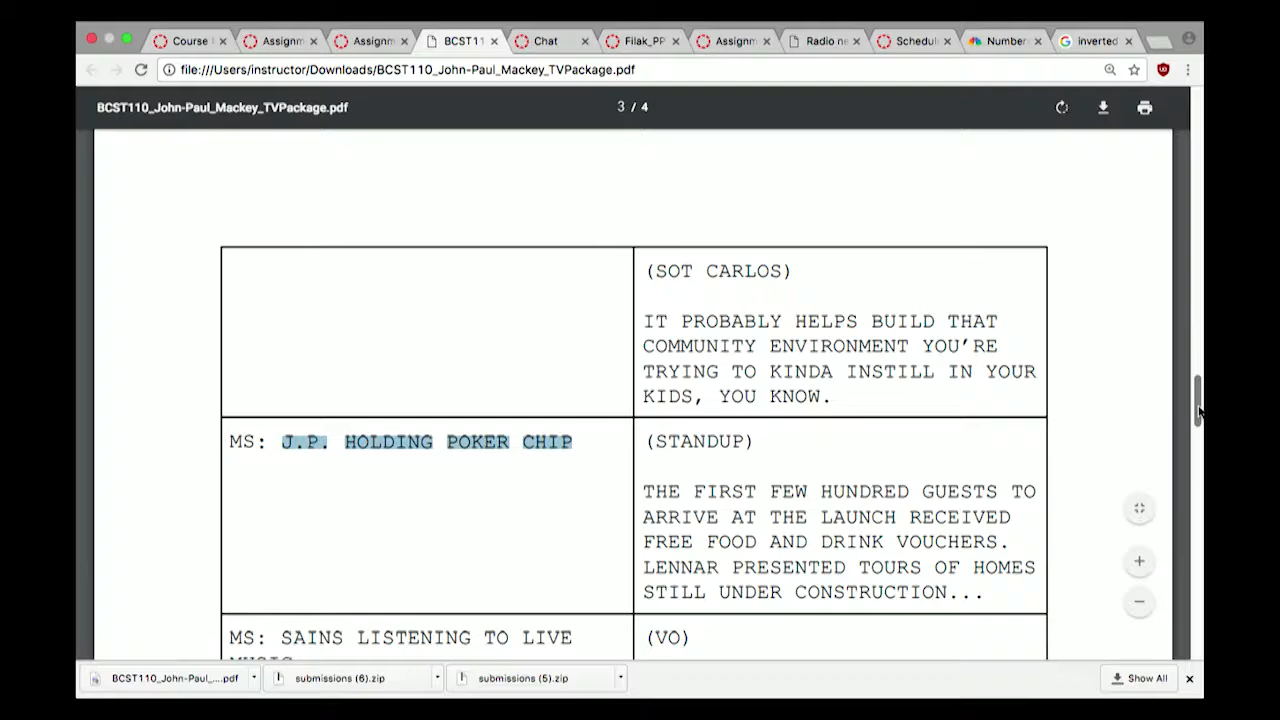 Course
Assignm
Assignm
BCST11
Chat
Filak_PP
Assignm
Radio ne
Schedul
Number
inverted
file:///Users/instructor/Downloads/BCST110_John-Paul_Mackey_TVPackage.pdf
BCST110_John-Paul_Mackey_TVPackage.pdf
3 / 4
(SOT CARLOS)
IT PROBABLY HELPS BUILD THAT
COMMUNITY ENVIRONMENT YOU’RE
TRYING TO KINDA INSTILL IN YOUR
KIDS, YOU KNOW.
MS: J.P. HOLDING POKER CHIP
(STANDUP)
THE FIRST FEW HUNDRED GUESTS TO
ARRIVE AT THE LAUNCH RECEIVED
FREE FOOD AND DRINK VOUCHERS.
LENNAR PRESENTED TOURS OF HOMES
STILL UNDER CONSTRUCTION...
MS: SAINS LISTENING TO LIVE
(VO)
BCST110_John-Paul_....pdf
submissions (6).zip
submissions (5).zip
Show All